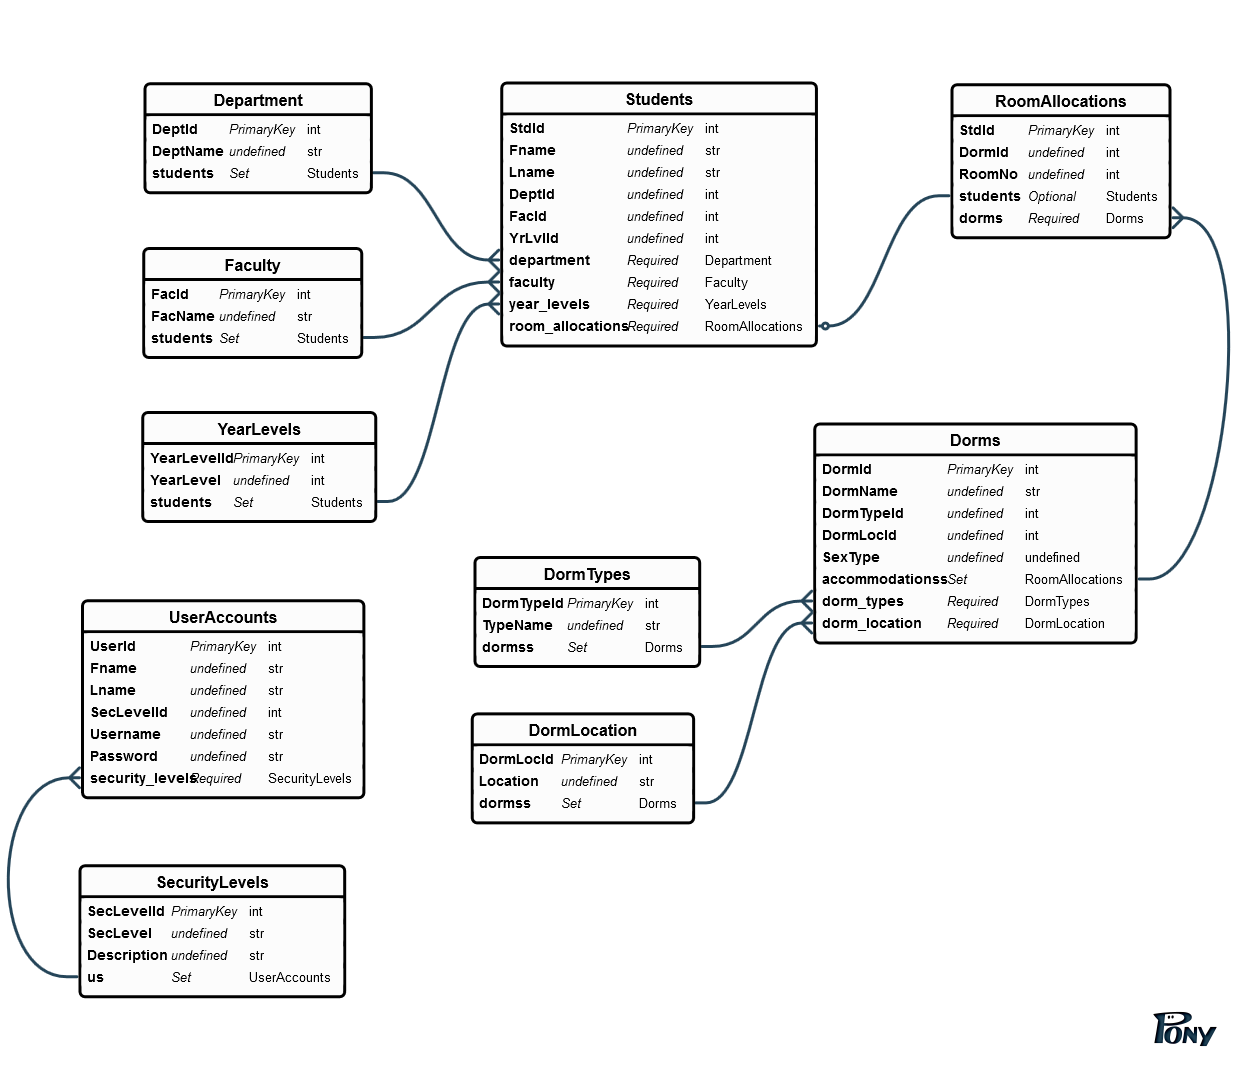 Department
DeptId PrimaryKey int
DeptName undefined str
students Set Students
Faculty
FacId PrimaryKey int
FacName undefined str
students Set Students
YearLevels
YearLevelId PrimaryKey int
YearLevel undefined int
students Set Students
Students
StdId PrimaryKey int
Fname undefined str
Lname undefined str
DeptId undefined int
FacId undefined int
YrLvlId undefined int
department Required Department
faculty Required Faculty
year_levels Required YearLevels
room_allocations Required RoomAllocations
RoomAllocations
StdId PrimaryKey int
DormId undefined int
RoomNo undefined int
students Optional Students
dorms Required Dorms
Dorms
DormId PrimaryKey int
DormName undefined str
DormTypeId undefined int
DormLocId undefined int
SexType undefined undefined
accommodationss Set RoomAllocations
dorm_types Required DormTypes
dorm_location Required DormLocation
DormTypes
DormTypeId PrimaryKey int
TypeName undefined str
dormss Set Dorms
DormLocation
DormLocId PrimaryKey int
Location undefined str
dormss Set Dorms
UserAccounts
UserId PrimaryKey int
Fname undefined str
Lname undefined str
SecLevelId undefined int
Username undefined str
Password undefined str
security_levels Required SecurityLevels
SecurityLevels
SecLevelId PrimaryKey int
SecLevel undefined str
Description undefined str
us Set UserAccounts
PONY